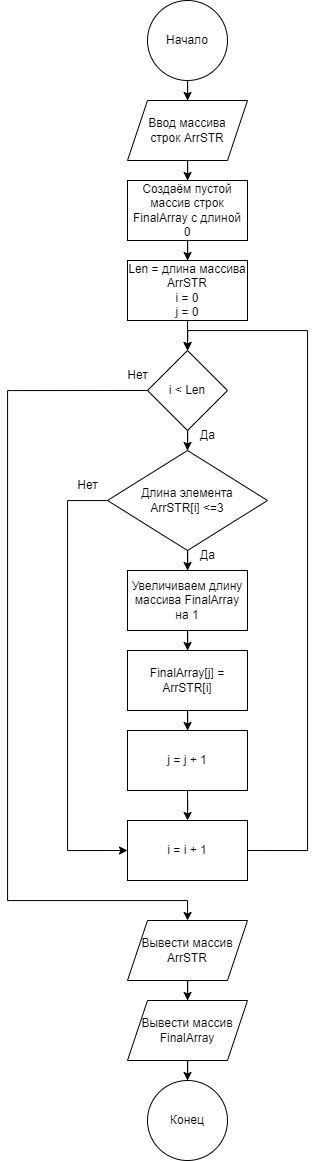 Начало
Ввод массива
строк ArrSTR
Создаём пустой
массив строк
FinalArray с длиной
0
Len = длина массива
ArrSTR
i = 0
j = 0
Нет
i < Len
Да
Нет
Длина элемента
ArrSTR[i] <=3
Да
Увеличиваем длину
массива FinalArray
на 1
FinalArray[j] =
ArrSTR[i]
j = j + 1
i = i + 1
Вывести массив
ArrSTR
Вывести массив
FinalArray
Конец